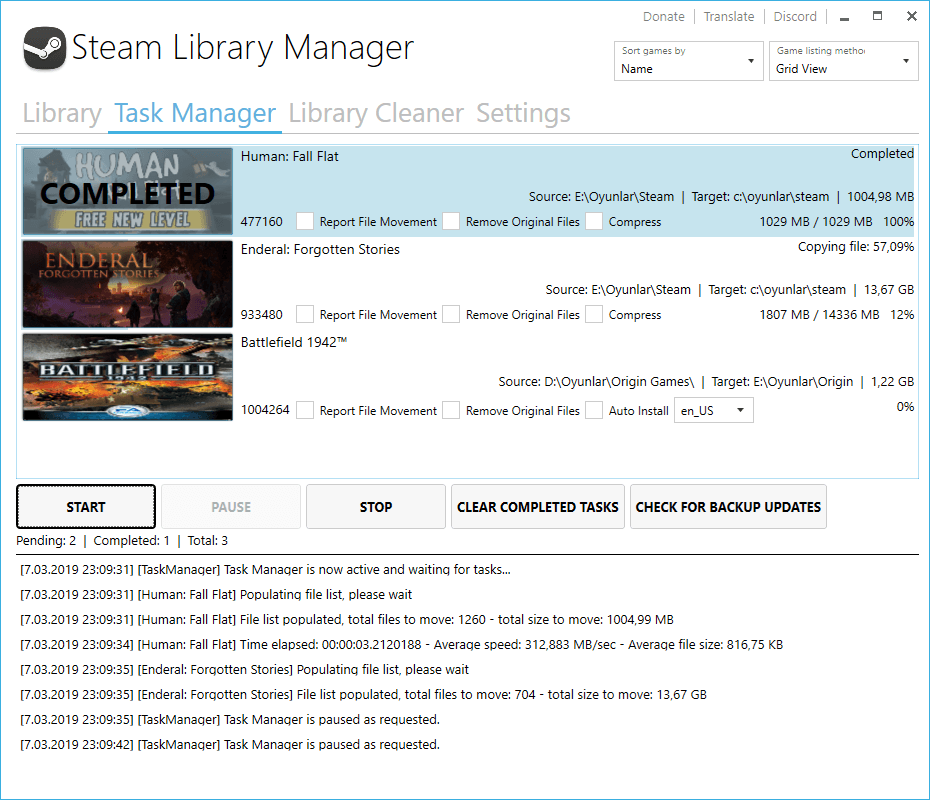 Donate | Translate | Discord
Steam Library Manager
Sort games by
Name
Game listing metho
Grid View
Library Task Manager Library Cleaner Settings
HUMAN
COMPLETED
FREE NEW LEVEL
Human: Fall Flat
Completed
Source: E:\Oyunlar\Steam | Target: c:\oyunlar\steam | 1004,98 MB
477160 Report File Movement Remove Original Files Compress 1029 MB / 1029 MB 100%
ENDERAL
FORGOTTEN STORIES
Enderal: Forgotten Stories
Copying file: 57,09%
Source: E:\Oyunlar\Steam | Target: c:\oyunlar\steam | 13,67 GB
933480 Report File Movement Remove Original Files Compress 1807 MB / 14336 MB 12%
BATTLEFIELD
1942
EA
Battlefield 1942™
Source: D:\Oyunlar\Origin Games\ | Target: E:\Oyunlar\Origin | 1,22 GB
1004264 Report File Movement Remove Original Files Auto Install en_US 0%
START PAUSE STOP CLEAR COMPLETED TASKS CHECK FOR BACKUP UPDATES
Pending: 2 | Completed: 1 | Total: 3
[7.03.2019 23:09:31] [TaskManager] Task Manager is now active and waiting for tasks...
[7.03.2019 23:09:31] [Human: Fall Flat] Populating file list, please wait
[7.03.2019 23:09:31] [Human: Fall Flat] File list populated, total files to move: 1260 - total size to move: 1004,99 MB
[7.03.2019 23:09:34] [Human: Fall Flat] Time elapsed: 00:00:03.2120188 - Average speed: 312,883 MB/sec - Average file size: 816,75 KB
[7.03.2019 23:09:35] [Enderal: Forgotten Stories] Populating file list, please wait
[7.03.2019 23:09:35] [Enderal: Forgotten Stories] File list populated, total files to move: 704 - total size to move: 13,67 GB
[7.03.2019 23:09:35] [TaskManager] Task Manager is paused as requested.
[7.03.2019 23:09:42] [TaskManager] Task Manager is paused as requested.